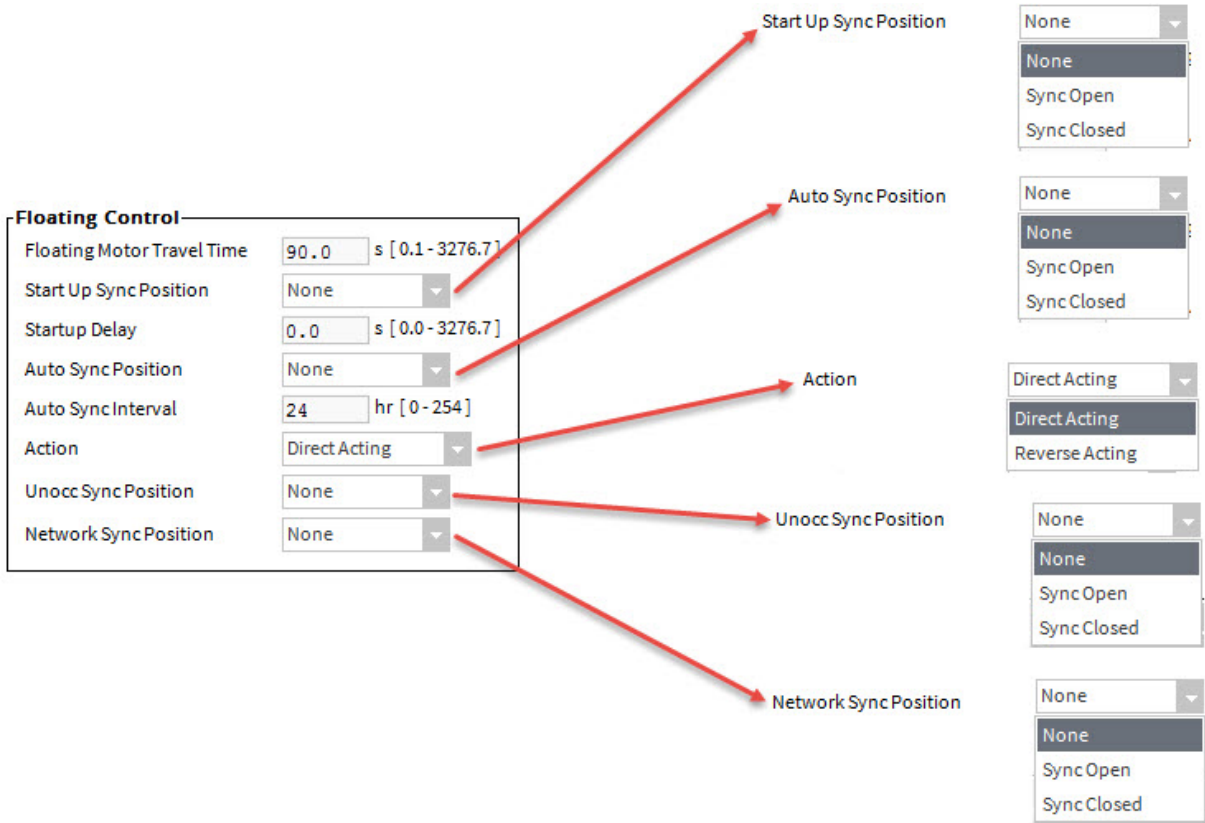 Start Up Sync Position None
None
Sync Open
Sync Closed
Auto Sync Position None
None
Sync Open
Sync Closed
Floating Control
Floating Motor Travel Time 90.0 s [ 0.1 - 3276.7 ]
Start Up Sync Position None
Startup Delay 0.0 s [ 0.0 - 3276.7 ]
Auto Sync Position None
Auto Sync Interval 24 hr [ 0 - 254 ]
Action Direct Acting
Unocc Sync Position None
Network Sync Position None
Action Direct Acting
Direct Acting
Reverse Acting
Unocc Sync Position None
None
Sync Open
Sync Closed
Network Sync Position None
None
Sync Open
Sync Closed